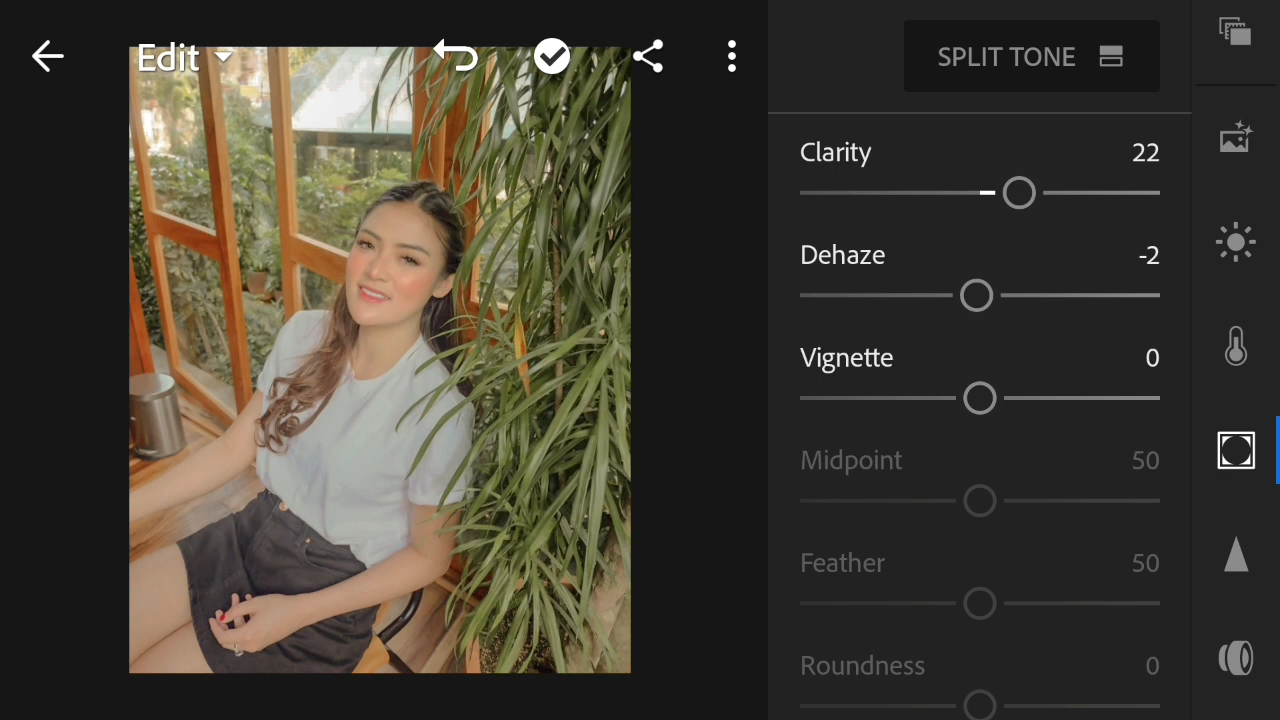 Edit
SPLIT TONE
Clarity 22
Dehaze -2
Vignette 0
Midpoint 50
Feather 50
Roundness 0